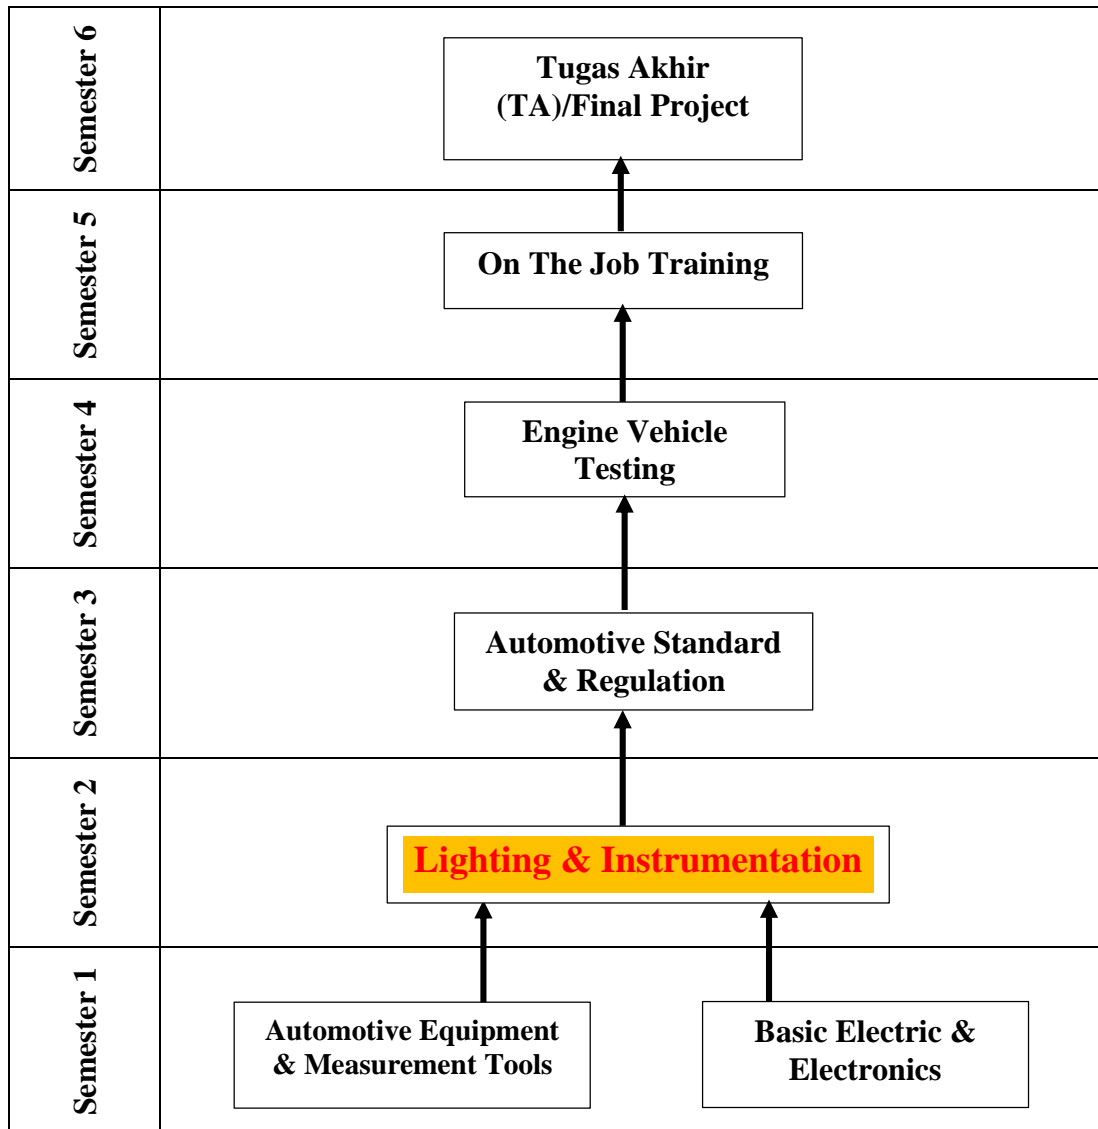 Semester 6
Tugas Akhir
(TA)/Final Project
Semester 5
On The Job Training
Semester 4
Engine Vehicle
Testing
Semester 3
Automotive Standard
& Regulation
Semester 2
Lighting & Instrumentation
Semester 1
Automotive Equipment
& Measurement Tools
Basic Electric &
Electronics